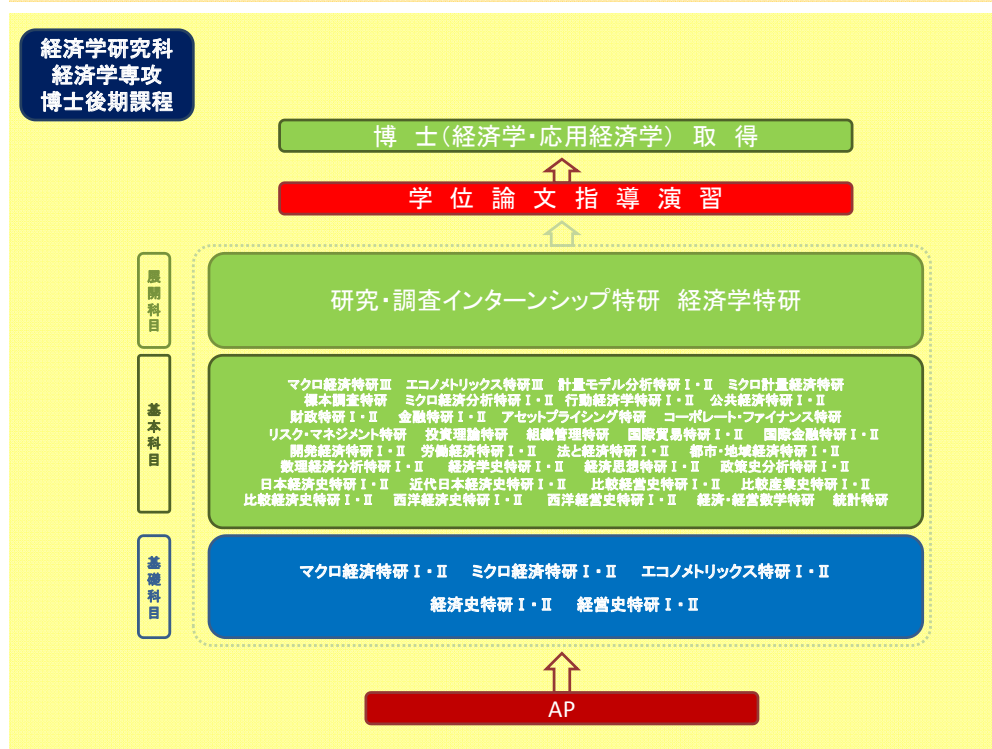 経済学研究科
経済学専攻
博士後期課程
博　士(経済学・応用経済学)　取　得
学　位　論　文　指　導　演　習
展開科目
研究・調査インターンシップ特研　経済学特研
基本科目
マクロ経済特研Ⅲ　エコノメトリックス特研Ⅲ　計量モデル分析特研Ⅰ・Ⅱ　ミクロ計量経済特研
標本調査特研　ミクロ経済分析特研Ⅰ・Ⅱ　行動経済学特研Ⅰ・Ⅱ　公共経済特研Ⅰ・Ⅱ
財政特研Ⅰ・Ⅱ　金融特研Ⅰ・Ⅱ　アセットプライシング特研　コーポレート・ファイナンス特研
リスク・マネジメント特研　投資理論特研　組織管理特研　国際貿易特研Ⅰ・Ⅱ　国際金融特研Ⅰ・Ⅱ
開発経済特研Ⅰ・Ⅱ　労働経済特研Ⅰ・Ⅱ　法と経済特研Ⅰ・Ⅱ　都市・地域経済特研Ⅰ・Ⅱ
数理経済分析特研Ⅰ・Ⅱ　経済学史特研Ⅰ・Ⅱ　経済思想特研Ⅰ・Ⅱ　政策史分析特研Ⅰ・Ⅱ
日本経済史特研Ⅰ・Ⅱ　近代日本経済史特研Ⅰ・Ⅱ　比較経営史特研Ⅰ・Ⅱ　比較産業史特研Ⅰ・Ⅱ
比較経済史特研Ⅰ・Ⅱ　西洋経済史特研Ⅰ・Ⅱ　西洋経営史特研Ⅰ・Ⅱ　経済・経営数学特研　統計特研
基礎科目
マクロ経済特研Ⅰ・Ⅱ　ミクロ経済特研Ⅰ・Ⅱ　エコノメトリックス特研Ⅰ・Ⅱ
経済史特研Ⅰ・Ⅱ　経営史特研Ⅰ・Ⅱ
AP